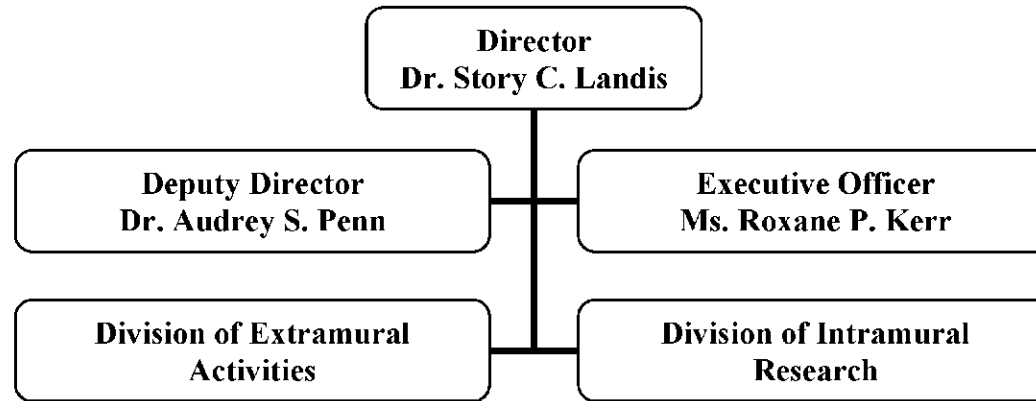 Director
Dr. Story C. Landis
Deputy Director
Dr. Audrey S. Penn
Executive Officer
Ms. Roxane P. Kerr
Division of Extramural
Activities
Division of Intramural
Research